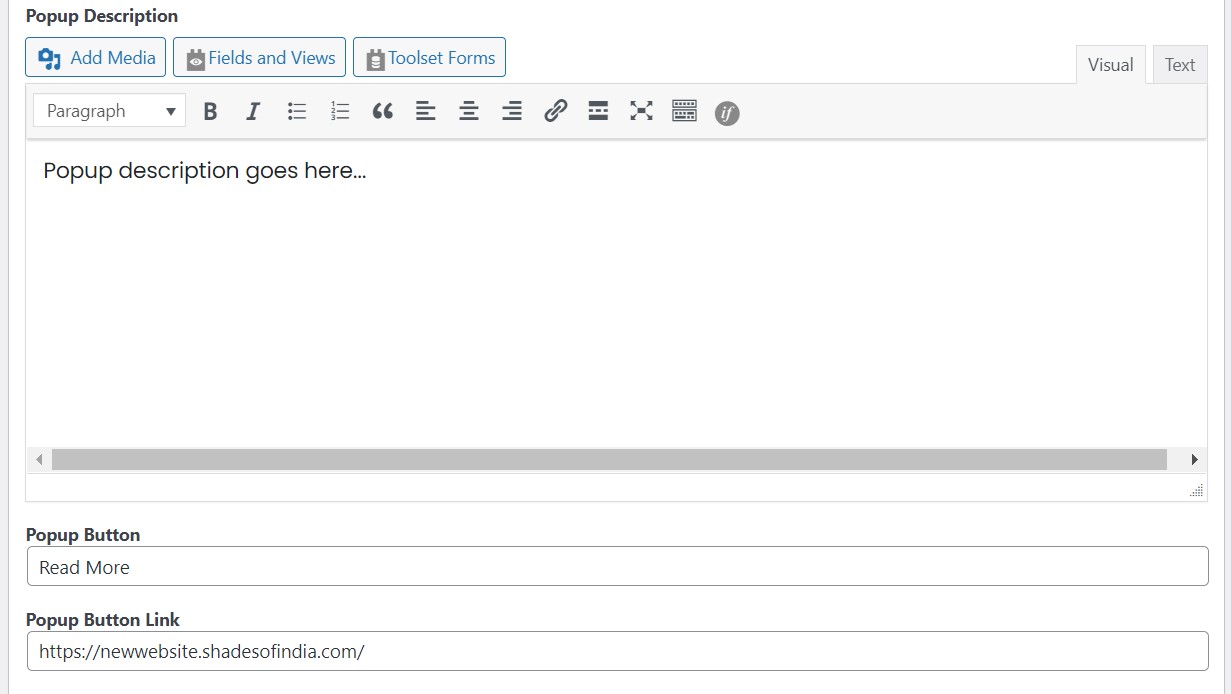 Popup Description
Add Media Fields and Views Toolset Forms
Visual Text
Paragraph B I if
Popup description goes here...
Popup Button
Read More
Popup Button Link
https://newwebsite.shadesofindia.com/